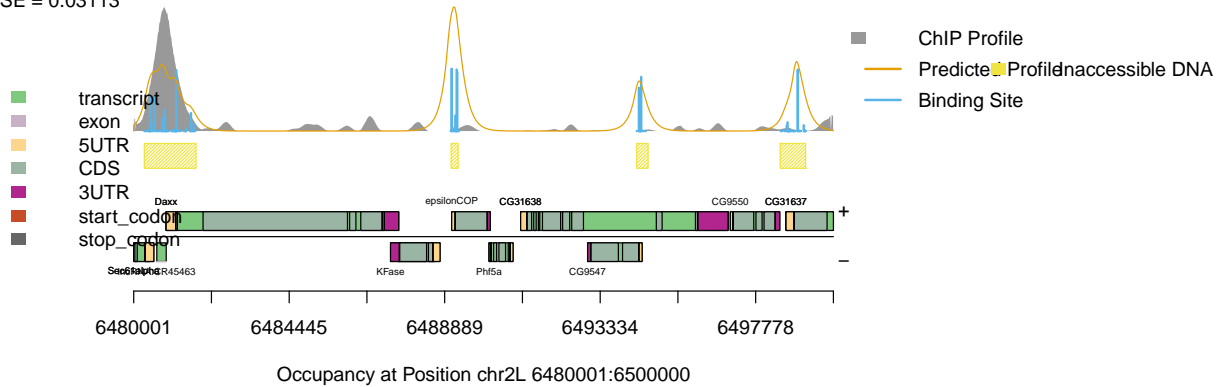 SE = 0.03113
ChIP Profile
Predicted Profile
Inaccessible DNA
Binding Site
transcript
exon
5UTR
CDS
3UTR
start_codon
stop_codon
Daxx
epsilonCOP
CG31638
CG9550
CG31637
+
CR45463
KFase
Phf5a
CG9547
–
6480001
6484445
6488889
6493334
6497778
Occupancy at Position chr2L 6480001:6500000